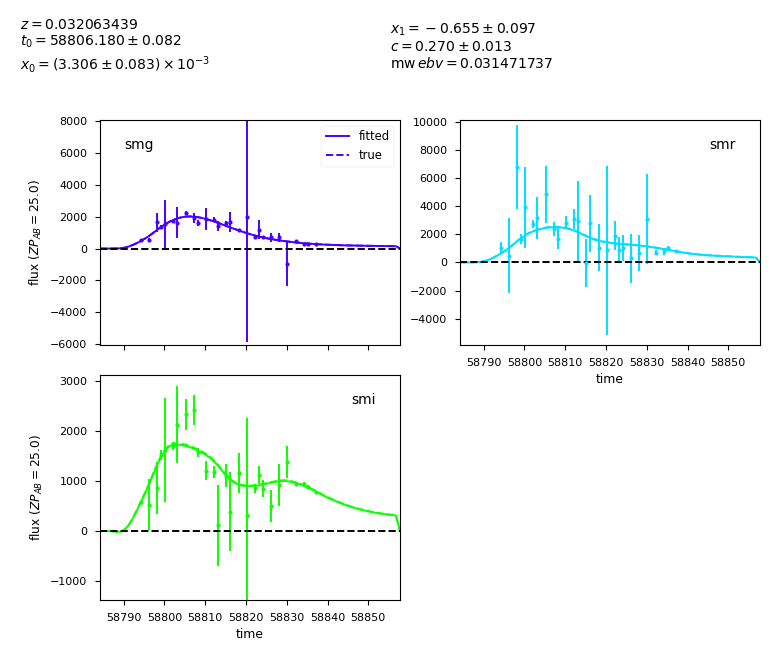 z = 0.032063439
t₀ = 58806.180 ± 0.082
x₀ = (3.306 ± 0.083) × 10⁻³
x₁ = − 0.655 ± 0.097
c = 0.270 ± 0.013
mw ebv = 0.031471737
smg
fitted
true
8000
6000
4000
2000
0
−2000
−4000
−6000
flux (ZP_AB = 25.0)
smr
10000
8000
6000
4000
2000
0
−2000
−4000
58790 58800 58810 58820 58830 58840 58850
time
smi
3000
2000
1000
0
−1000
flux (ZP_AB = 25.0)
58790 58800 58810 58820 58830 58840 58850
time